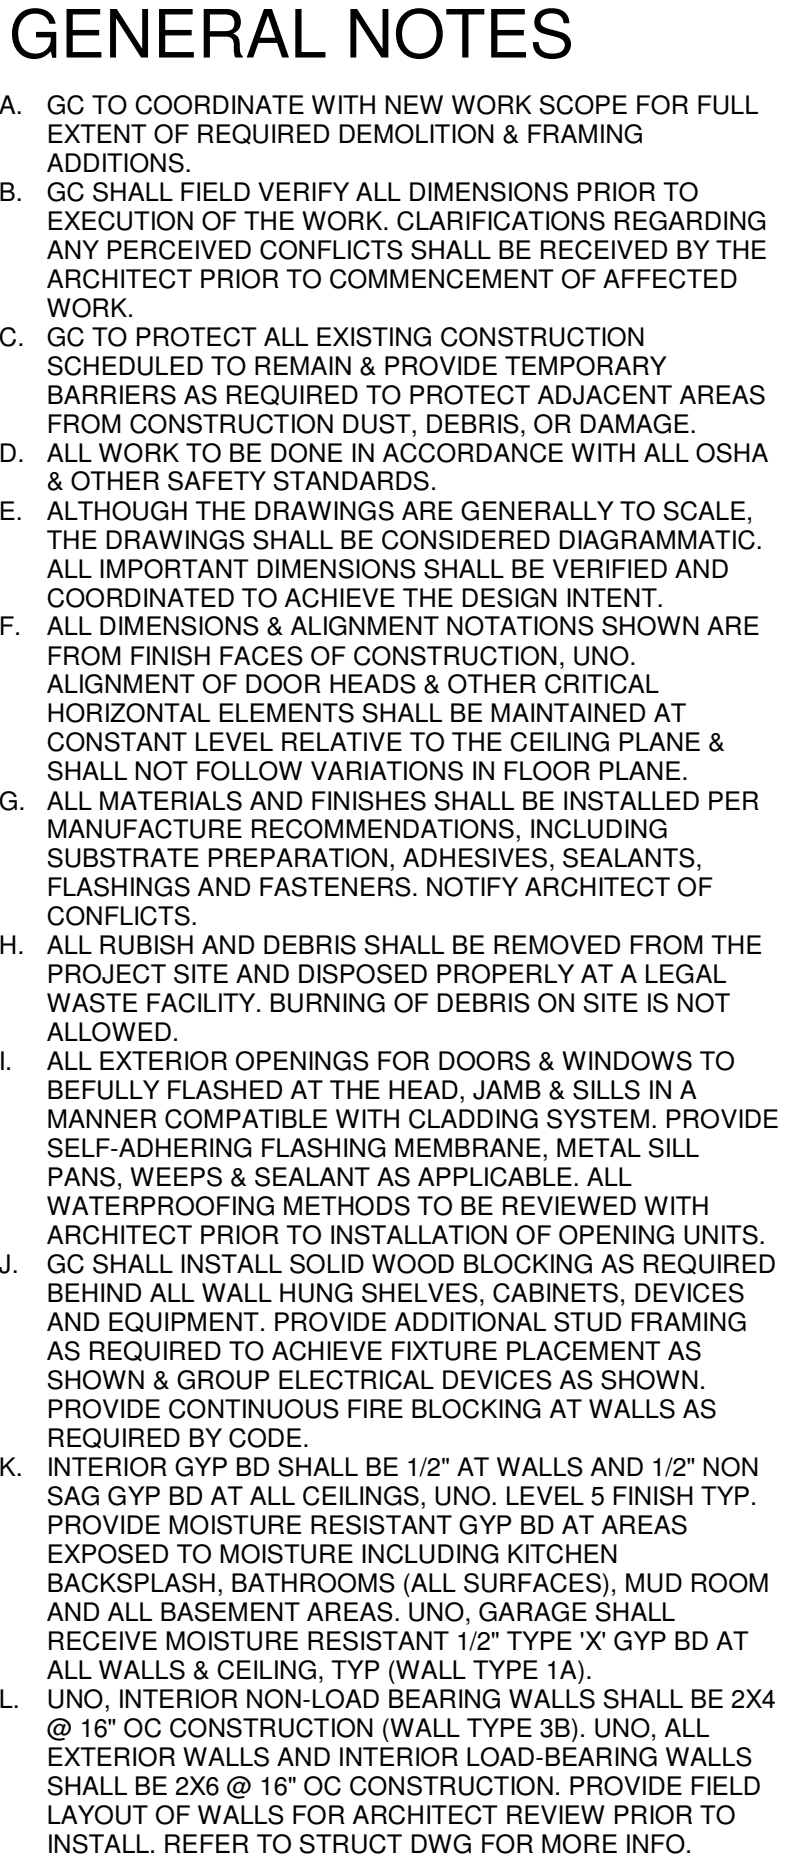 GENERAL NOTES
A. GC TO COORDINATE WITH NEW WORK SCOPE FOR FULL
EXTENT OF REQUIRED DEMOLITION & FRAMING
ADDITIONS.
B. GC SHALL FIELD VERIFY ALL DIMENSIONS PRIOR TO
EXECUTION OF THE WORK. CLARIFICATIONS REGARDING
ANY PERCEIVED CONFLICTS SHALL BE RECEIVED BY THE
ARCHITECT PRIOR TO COMMENCEMENT OF AFFECTED
WORK.
C. GC TO PROTECT ALL EXISTING CONSTRUCTION
SCHEDULED TO REMAIN & PROVIDE TEMPORARY
BARRIERS AS REQUIRED TO PROTECT ADJACENT AREAS
FROM CONSTRUCTION DUST, DEBRIS, OR DAMAGE.
D. ALL WORK TO BE DONE IN ACCORDANCE WITH ALL OSHA
& OTHER SAFETY STANDARDS.
E. ALTHOUGH THE DRAWINGS ARE GENERALLY TO SCALE,
THE DRAWINGS SHALL BE CONSIDERED DIAGRAMMATIC.
ALL IMPORTANT DIMENSIONS SHALL BE VERIFIED AND
COORDINATED TO ACHIEVE THE DESIGN INTENT.
F. ALL DIMENSIONS & ALIGNMENT NOTATIONS SHOWN ARE
FROM FINISH FACES OF CONSTRUCTION, UNO.
ALIGNMENT OF DOOR HEADS & OTHER CRITICAL
HORIZONTAL ELEMENTS SHALL BE MAINTAINED AT
CONSTANT LEVEL RELATIVE TO THE CEILING PLANE &
SHALL NOT FOLLOW VARIATIONS IN FLOOR PLANE.
G. ALL MATERIALS AND FINISHES SHALL BE INSTALLED PER
MANUFACTURE RECOMMENDATIONS, INCLUDING
SUBSTRATE PREPARATION, ADHESIVES, SEALANTS,
FLASHINGS AND FASTENERS. NOTIFY ARCHITECT OF
CONFLICTS.
H. ALL RUBISH AND DEBRIS SHALL BE REMOVED FROM THE
PROJECT SITE AND DISPOSED PROPERLY AT A LEGAL
WASTE FACILITY. BURNING OF DEBRIS ON SITE IS NOT
ALLOWED.
I. ALL EXTERIOR OPENINGS FOR DOORS & WINDOWS TO
BEFULLY FLASHED AT THE HEAD, JAMB & SILLS IN A
MANNER COMPATIBLE WITH CLADDING SYSTEM. PROVIDE
SELF-ADHERING FLASHING MEMBRANE, METAL SILL
PANS, WEEPS & SEALANT AS APPLICABLE. ALL
WATERPROOFING METHODS TO BE REVIEWED WITH
ARCHITECT PRIOR TO INSTALLATION OF OPENING UNITS.
J. GC SHALL INSTALL SOLID WOOD BLOCKING AS REQUIRED
BEHIND ALL WALL HUNG SHELVES, CABINETS, DEVICES
AND EQUIPMENT. PROVIDE ADDITIONAL STUD FRAMING
AS REQUIRED TO ACHIEVE FIXTURE PLACEMENT AS
SHOWN & GROUP ELECTRICAL DEVICES AS SHOWN.
PROVIDE CONTINUOUS FIRE BLOCKING AT WALLS AS
REQUIRED BY CODE.
K. INTERIOR GYP BD SHALL BE 1/2" AT WALLS AND 1/2" NON
SAG GYP BD AT ALL CEILINGS, UNO. LEVEL 5 FINISH TYP.
PROVIDE MOISTURE RESISTANT GYP BD AT AREAS
EXPOSED TO MOISTURE INCLUDING KITCHEN
BACKSPLASH, BATHROOMS (ALL SURFACES), MUD ROOM
AND ALL BASEMENT AREAS. UNO, GARAGE SHALL
RECEIVE MOISTURE RESISTANT 1/2" TYPE 'X' GYP BD AT
ALL WALLS & CEILING, TYP (WALL TYPE 1A).
L. UNO, INTERIOR NON-LOAD BEARING WALLS SHALL BE 2X4
@ 16" OC CONSTRUCTION (WALL TYPE 3B). UNO, ALL
EXTERIOR WALLS AND INTERIOR LOAD-BEARING WALLS
SHALL BE 2X6 @ 16" OC CONSTRUCTION. PROVIDE FIELD
LAYOUT OF WALLS FOR ARCHITECT REVIEW PRIOR TO
INSTALL. REFER TO STRUCT DWG FOR MORE INFO.